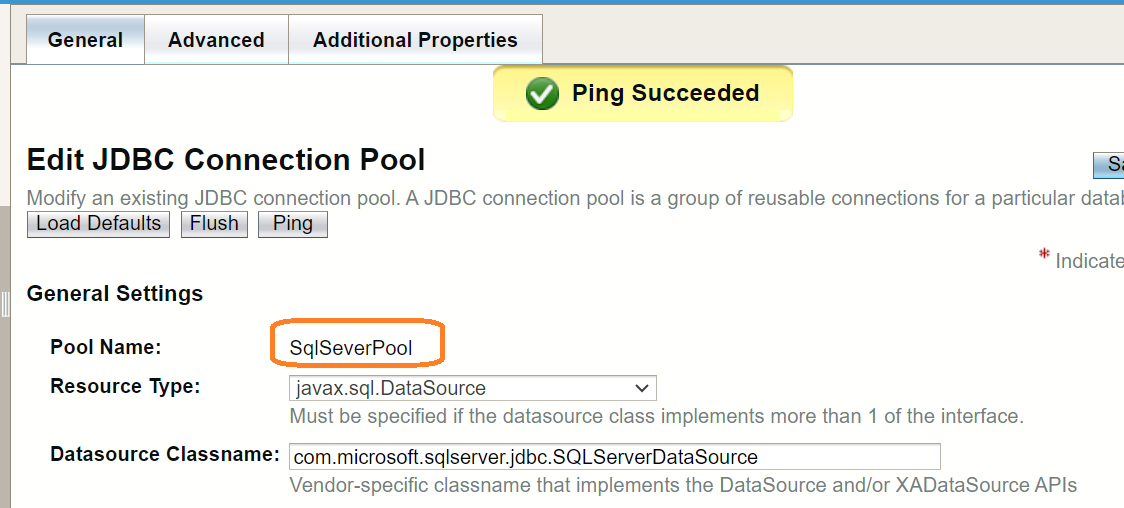 General Advanced Additional Properties
Ping Succeeded
Edit JDBC Connection Pool
Modify an existing JDBC connection pool. A JDBC connection pool is a group of reusable connections for a particular
Load Defaults Flush Ping
* Indicate
General Settings
Pool Name: SqlSeverPool
Resource Type: javax.sql.DataSource
Must be specified if the datasource class implements more than 1 of the interface.
Datasource Classname: com.microsoft.sqlserver.jdbc.SQLServerDataSource
Vendor-specific classname that implements the DataSource and/or XADataSource APIs